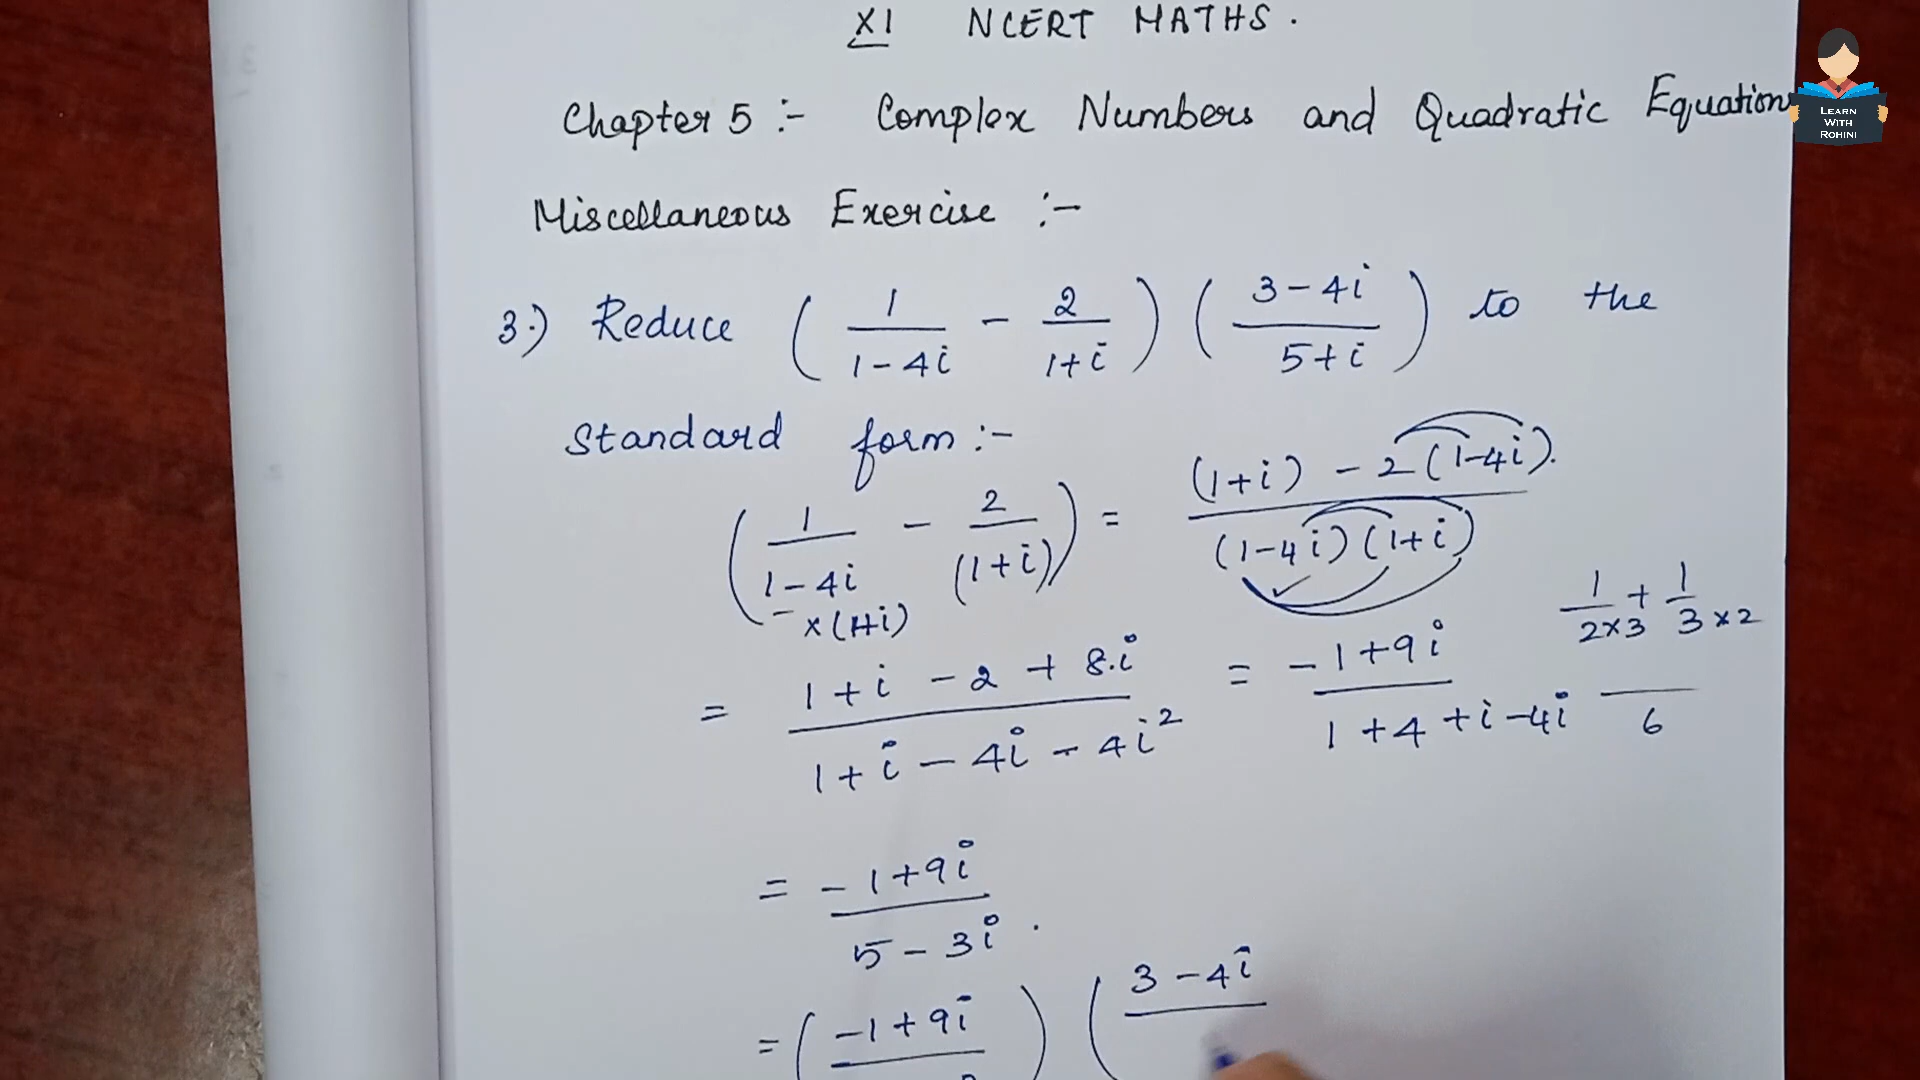 XI NCERT MATHS.
Chapter 5 :- Complex Numbers and Quadratic Equations
LEARN
WITH
ROHINI
Miscellaneous Exercise :-
3.) Reduce ( 1/(1-4i) - 2/(1+i) ) ( (3-4i)/(5+i) ) to the
Standard form :-
( 1/(1-4i) - 2/(1+i) ) = ((1+i) - 2(1-4i)) / ((1-4i)(1+i))
×(1+i)
1/(2×3) + 1/(3×2)
6
= (1+i-2+8i) / (1+i-4i-4i²) = (-1+9i) / (1+4+i-4i)
= (-1+9i) / (5-3i).
= ( -1+9i ) ( 3-4i